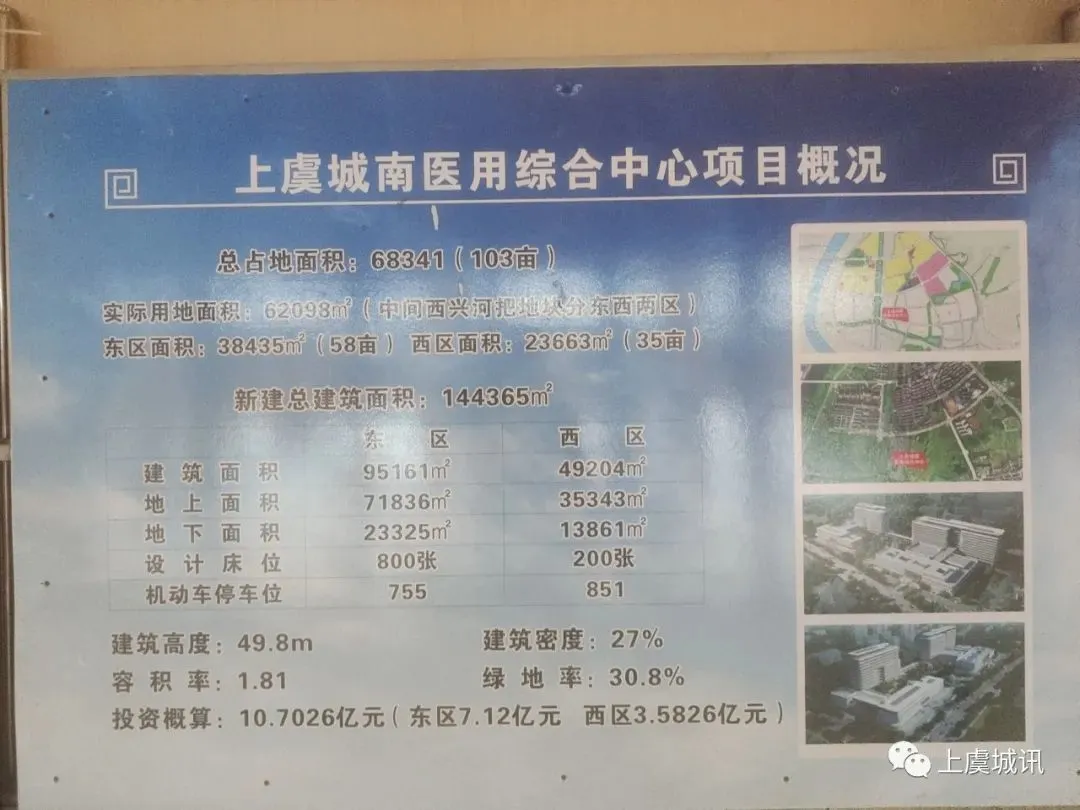 上虞城南医用综合中心项目概况
总占地面积：68341（103亩）
实际用地面积：62098㎡（中间西兴河把地块分东西两区）
东区面积：38435㎡（58亩） 西区面积：23663㎡（35亩）
新建总建筑面积：144365㎡
东 区 西 区
建筑面积 95161㎡ 49204㎡
地上面积 71836㎡ 35343㎡
地下面积 23325㎡ 13861㎡
设计床位 800张 200张
机动车停车位 755 851
建筑高度：49.8m 建筑密度：27%
容积率：1.81 绿地率：30.8%
投资概算：10.7026亿元（东区7.12亿元 西区3.5826亿元）
上虞城讯